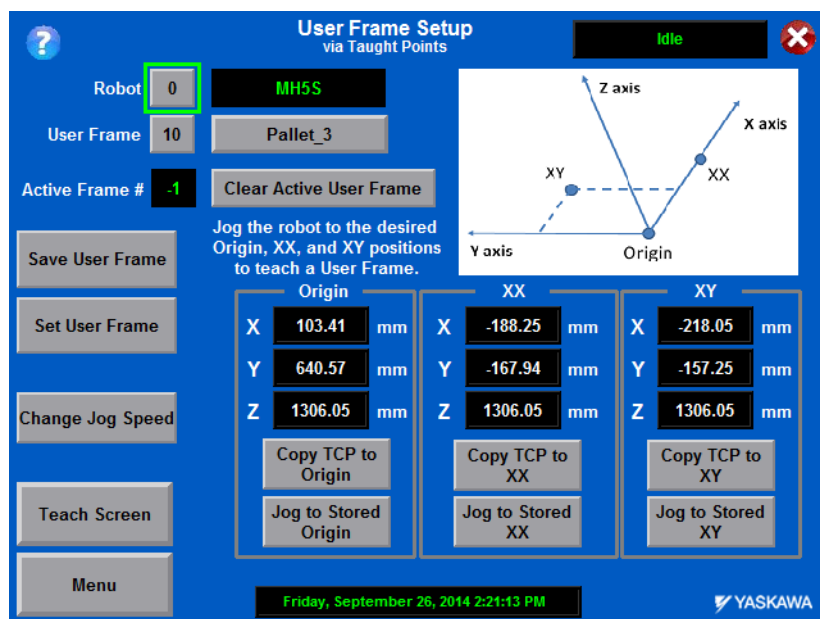 ?
User Frame Setup
via Taught Points
Idle
Robot 0 MH5S
User Frame 10 Pallet_3
Active Frame # -1 Clear Active User Frame
Z axis
X axis
XY
XX
Y axis
Origin
Jog the robot to the desired
Origin, XX, and XY positions
to teach a User Frame.
Save User Frame
Set User Frame
Change Jog Speed
Teach Screen
Menu
Origin
X 103.41 mm
Y 640.57 mm
Z 1306.05 mm
Copy TCP to
Origin
Jog to Stored
Origin
XX
X -188.25 mm
Y -167.94 mm
Z 1306.05 mm
Copy TCP to
XX
Jog to Stored
XX
XY
X -218.05 mm
Y -157.25 mm
Z 1306.05 mm
Copy TCP to
XY
Jog to Stored
XY
Friday, September 26, 2014 2:21:13 PM
YASKAWA